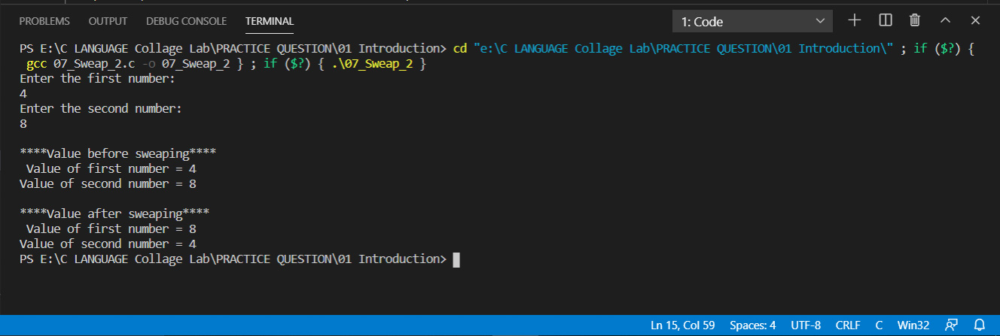 PROBLEMS OUTPUT DEBUG CONSOLE TERMINAL 1: Code
PS E:\C LANGUAGE Collage Lab\PRACTICE QUESTION\01 Introduction> cd "e:\C LANGUAGE Collage Lab\PRACTICE QUESTION\01 Introduction\" ; if ($?) {
gcc 07_Sweap_2.c -o 07_Sweap_2 } ; if ($?) { .\07_Sweap_2 }
Enter the first number:
4
Enter the second number:
8
****Value before sweaping****
Value of first number = 4
Value of second number = 8
****Value after sweaping****
Value of first number = 8
Value of second number = 4
PS E:\C LANGUAGE Collage Lab\PRACTICE QUESTION\01 Introduction>
Ln 15, Col 59 Spaces: 4 UTF-8 CRLF C Win32